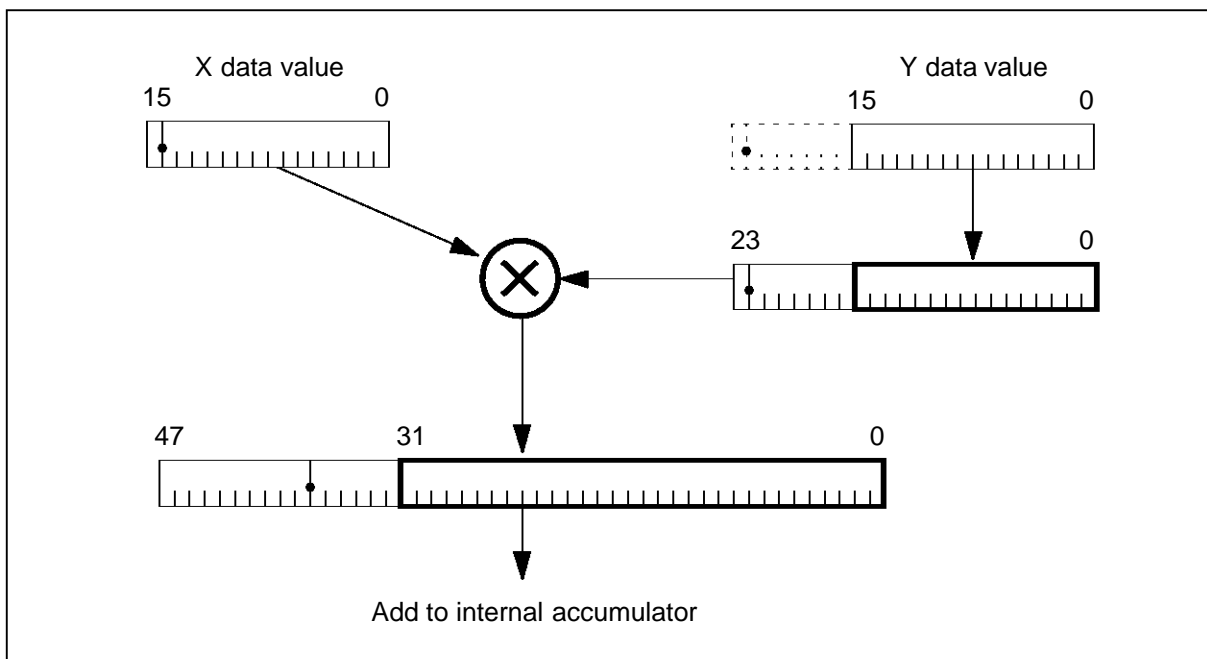 X data value
Y data value
15 0
15 0
23 0
47 31 0
Add to internal accumulator